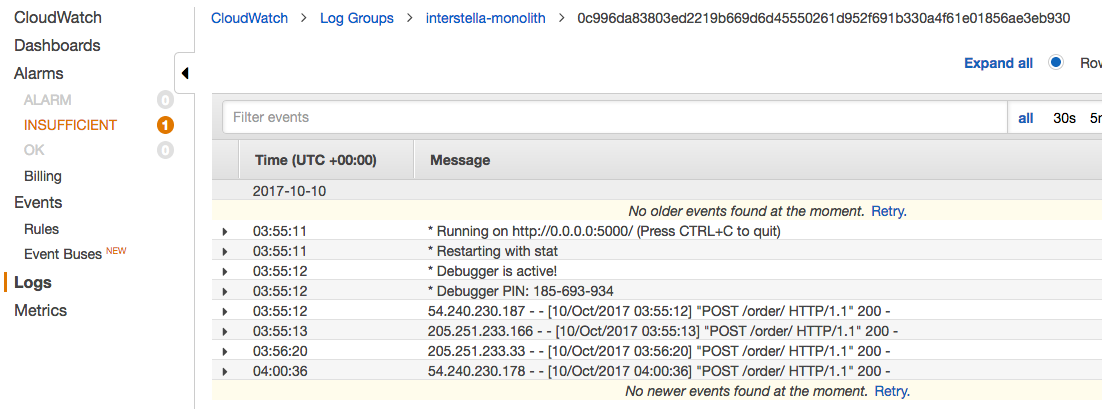 CloudWatch
Dashboards
Alarms
ALARM 0
INSUFFICIENT 1
OK 0
Billing
Events
Rules
Event Buses NEW
Logs
Metrics
CloudWatch > Log Groups > interstella-monolith > 0c996da83803ed2219b669d6d45550261d952f691b330a4f61e01856ae3eb930
Expand all Row
Filter events
all 30s 5m
Time (UTC +00:00) Message
2017-10-10
No older events found at the moment. Retry.
03:55:11 * Running on http://0.0.0.0:5000/ (Press CTRL+C to quit)
03:55:11 * Restarting with stat
03:55:12 * Debugger is active!
03:55:12 * Debugger PIN: 185-693-934
03:55:12 54.240.230.187 - - [10/Oct/2017 03:55:12] "POST /order/ HTTP/1.1" 200 -
03:55:13 205.251.233.166 - - [10/Oct/2017 03:55:13] "POST /order/ HTTP/1.1" 200 -
03:56:20 205.251.233.33 - - [10/Oct/2017 03:56:20] "POST /order/ HTTP/1.1" 200 -
04:00:36 54.240.230.178 - - [10/Oct/2017 04:00:36] "POST /order/ HTTP/1.1" 200 -
No newer events found at the moment. Retry.